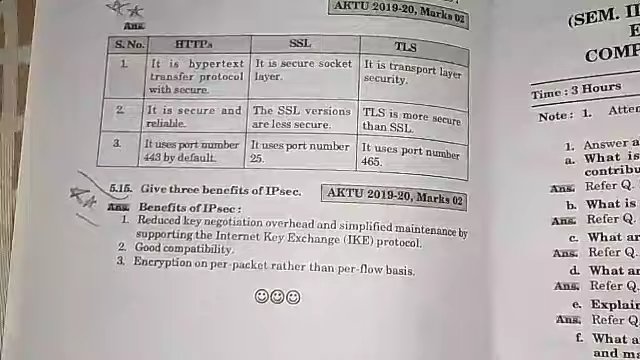 AKTU 2019-20, Marks 02
Ans.
S. No. HTTPs SSL TLS
1. It is hypertext transfer protocol with secure. It is secure socket layer. It is transport layer security.
2. It is secure and reliable. The SSL versions are less secure. TLS is more secure than SSL.
3. It uses port number 443 by default. It uses port number 25. It uses port number 465.
5.15. Give three benefits of IPsec. AKTU 2019-20, Marks 02
Ans. Benefits of IPsec :
1. Reduced key negotiation overhead and simplified maintenance by
supporting the Internet Key Exchange (IKE) protocol.
2. Good compatibility.
3. Encryption on per-packet rather than per-flow basis.
☺☺☺
(SEM. II
E
COMP
Time : 3 Hours
Note : 1. Atte
1. Answer a
a. What is
contribu
Ans. Refer Q.
b. What is
Ans. Refer Q.
c. What ar
Ans. Refer Q.
d. What ar
Ans. Refer Q.
e. Explain
Ans. Refer Q
f. What a
and m